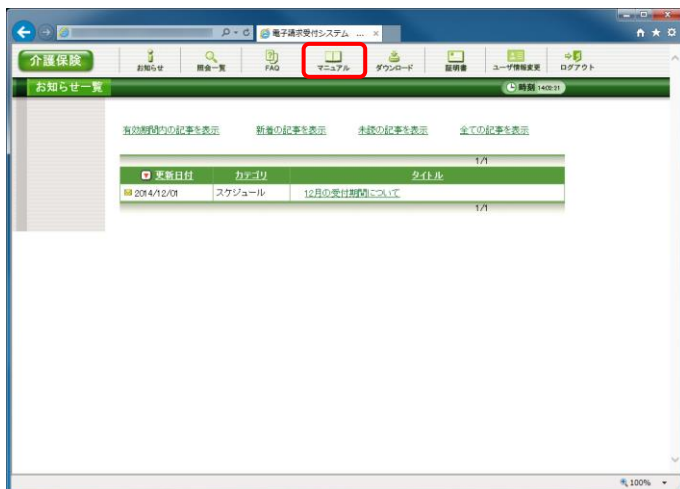 電子請求受付システム ...
介護保険
お知らせ 照会一覧 FAQ マニュアル ダウンロード 証明書 ユーザ情報変更 ログアウト
お知らせ一覧
時刻 14:09:31
有効期間内の記事を表示 新着の記事を表示 未読の記事を表示 全ての記事を表示
1/1
更新日付 カテゴリ タイトル
2014/12/01 スケジュール 12月の受付期間について
1/1
100%